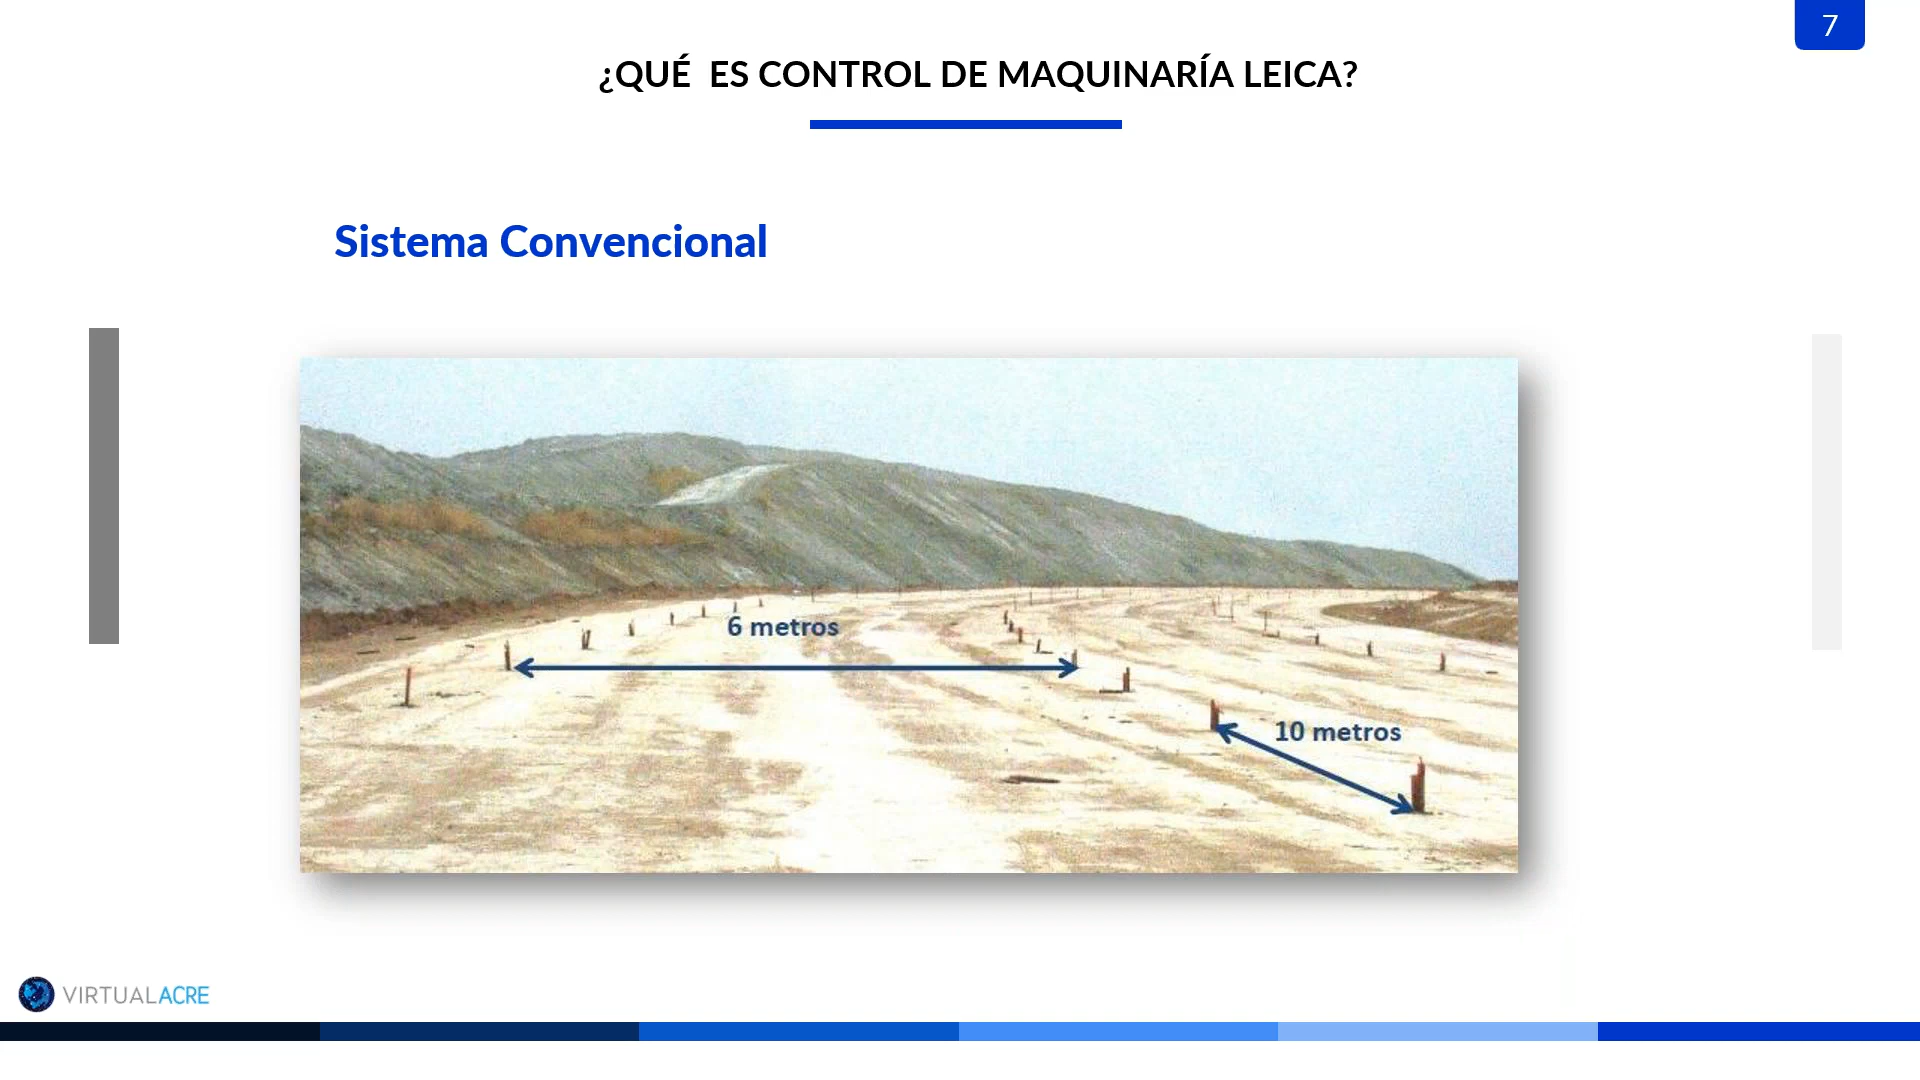 7
¿QUÉ  ES CONTROL DE MAQUINARÍA LEICA?
Sistema Convencional
6 metros
10 metros
VIRTUALACRE